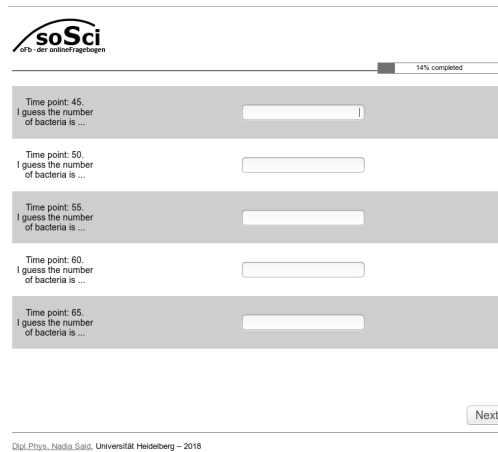 soSci
oFb - der onlineFragebogen
14% completed
Time point: 45.
I guess the number
of bacteria is ...
Time point: 50.
I guess the number
of bacteria is ...
Time point: 55.
I guess the number
of bacteria is ...
Time point: 60.
I guess the number
of bacteria is ...
Time point: 65.
I guess the number
of bacteria is ...
Next
Dipl.Phys. Nadia Said, Universität Heidelberg – 2018